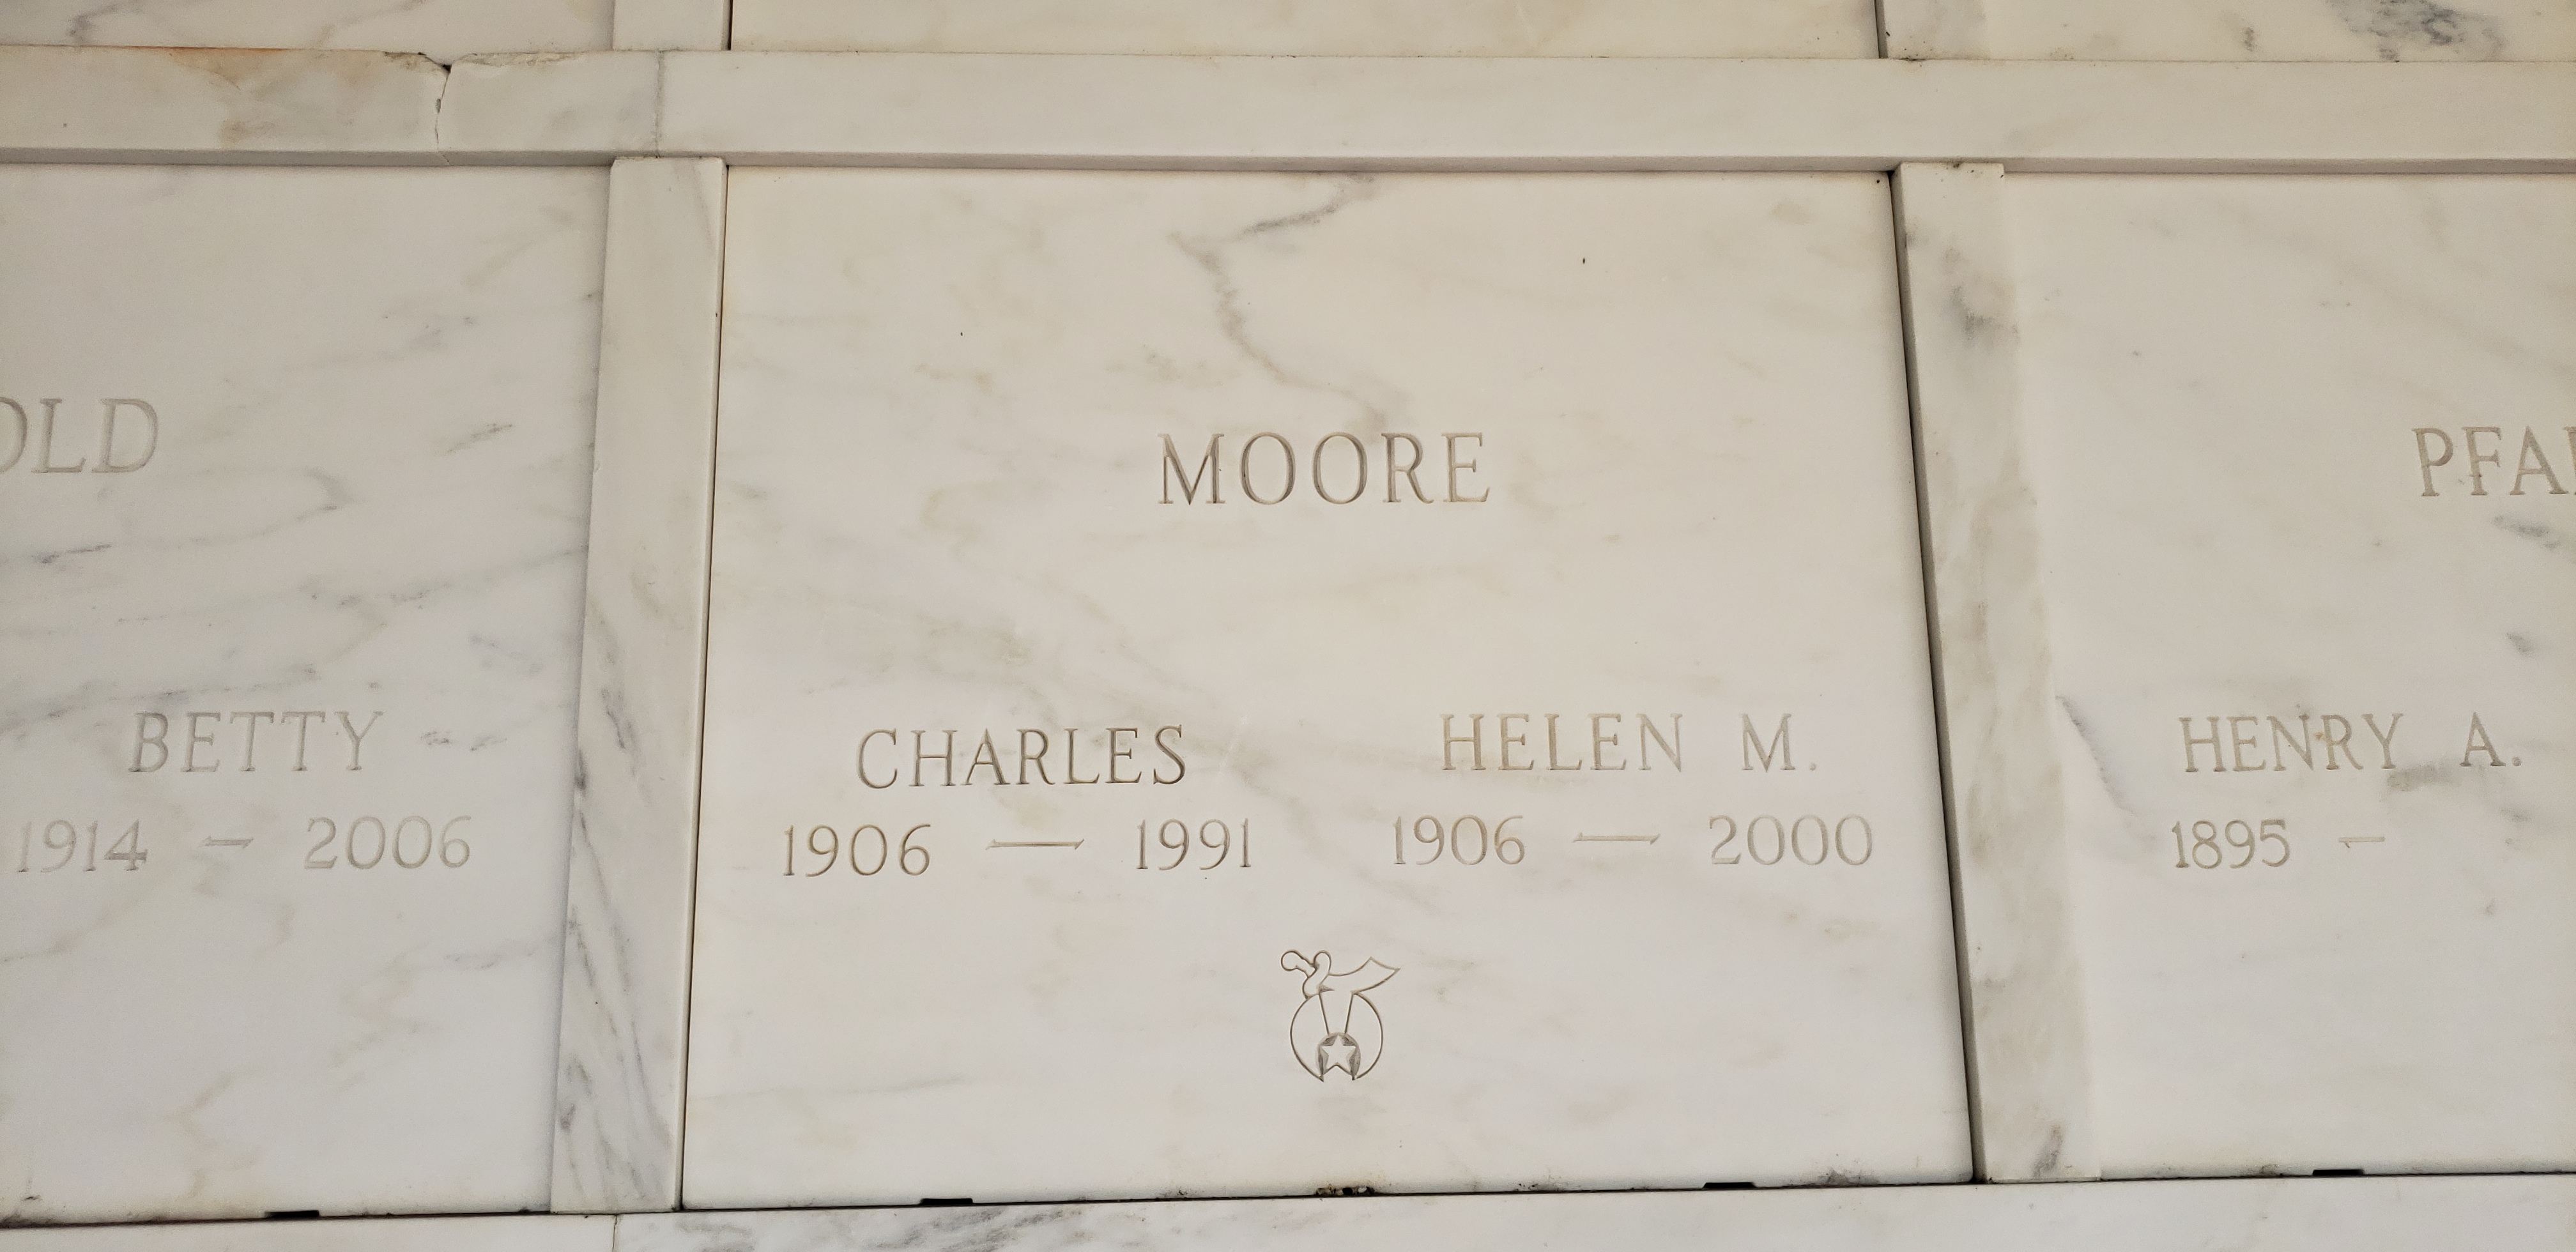 OLD
BETTY
1914 – 2006
MOORE
CHARLES
1906 — 1991
HELEN M.
1906 — 2000
PFA
HENRY A.
1895 –